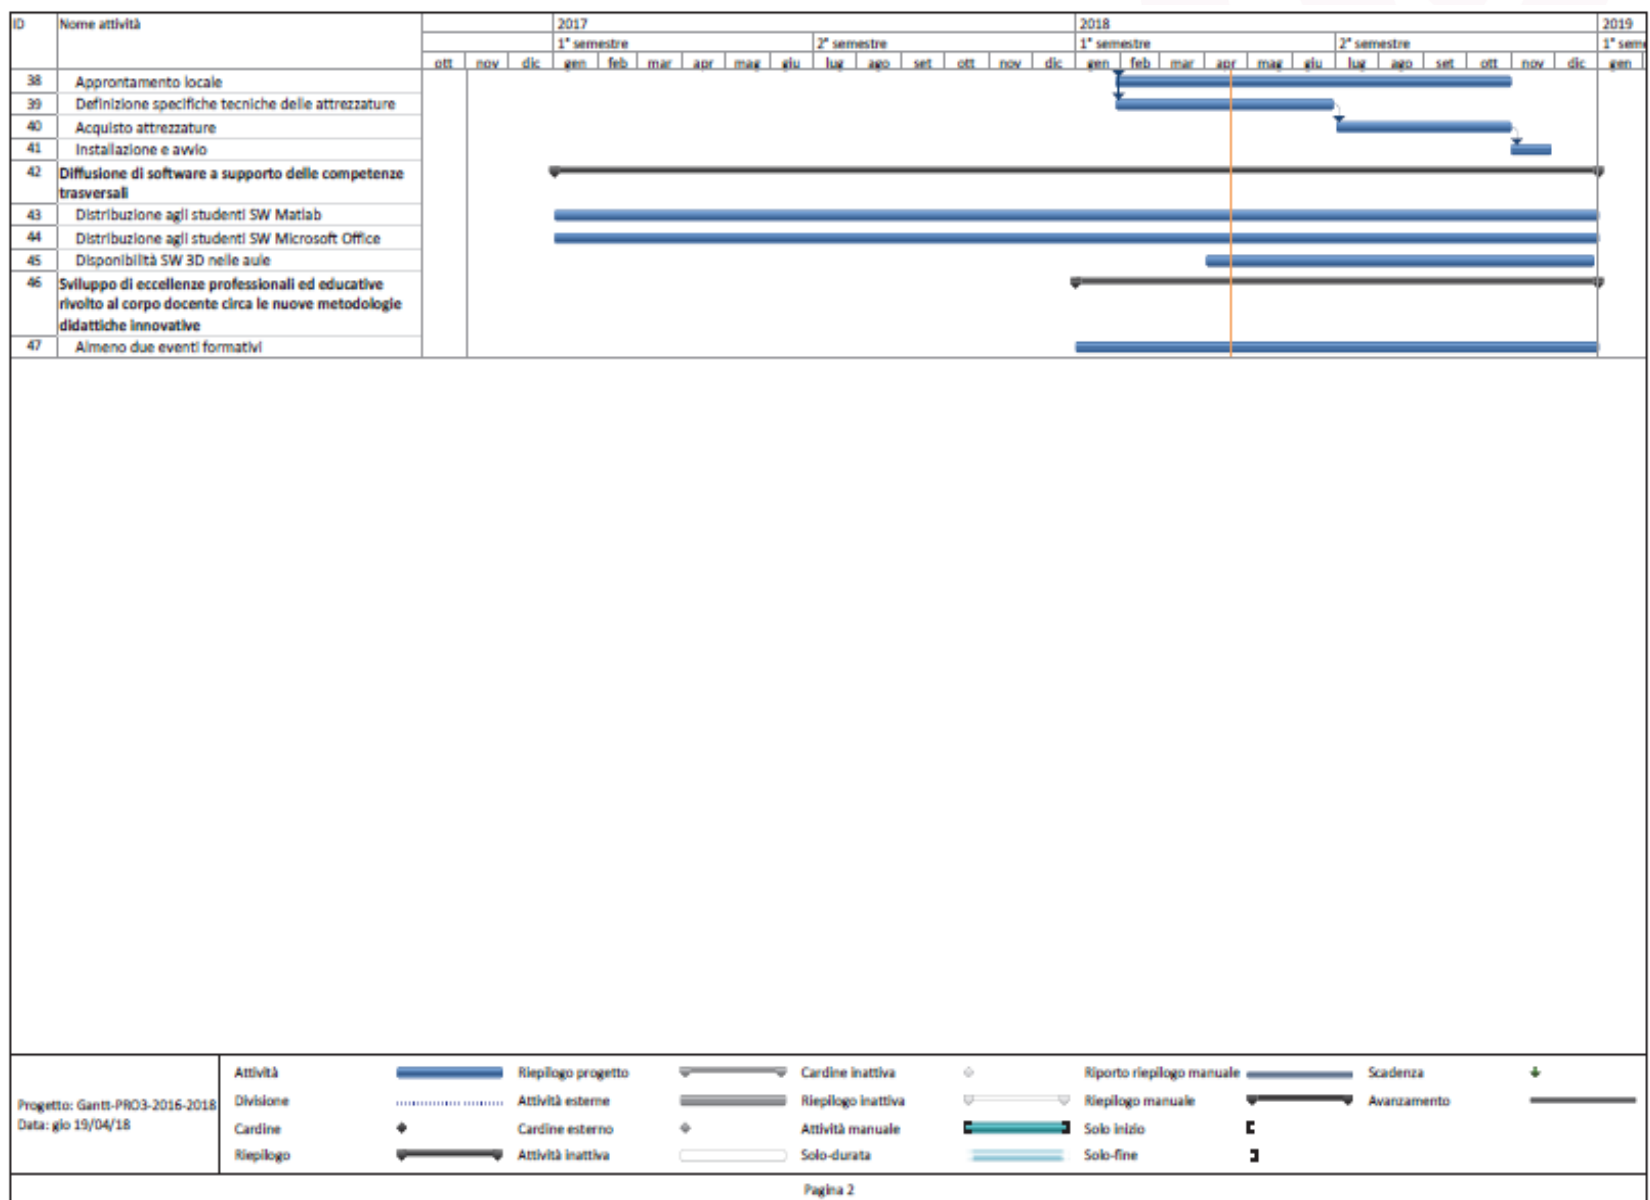 ID Nome attività 2017 2018 2019
1° semestre 2° semestre 1° semestre 2° semestre 1° sem
ott nov dic gen feb mar apr mag giu lug ago set ott nov dic gen feb mar apr mag giu lug ago set ott nov dic gen
38 Approntamento locale
39 Definizione specifiche tecniche delle attrezzature
40 Acquisto attrezzature
41 Installazione e avvio
42 Diffusione di software a supporto delle competenze
trasversali
43 Distribuzione agli studenti SW Matlab
44 Distribuzione agli studenti SW Microsoft Office
45 Disponibilità SW 3D nelle aule
46 Sviluppo di eccellenze professionali ed educative
rivolto al corpo docente circa le nuove metodologie
didattiche innovative
47 Almeno due eventi formativi
Progetto: Gantt-PRO3-2016-2018
Data: gio 19/04/18
Attività Riepilogo progetto Cardine inattiva Riporto riepilogo manuale Scadenza
Divisione Attività esterne Riepilogo inattiva Riepilogo manuale Avanzamento
Cardine Cardine esterno Attività manuale Solo inizio
Riepilogo Attività inattiva Solo-durata Solo-fine
Pagina 2